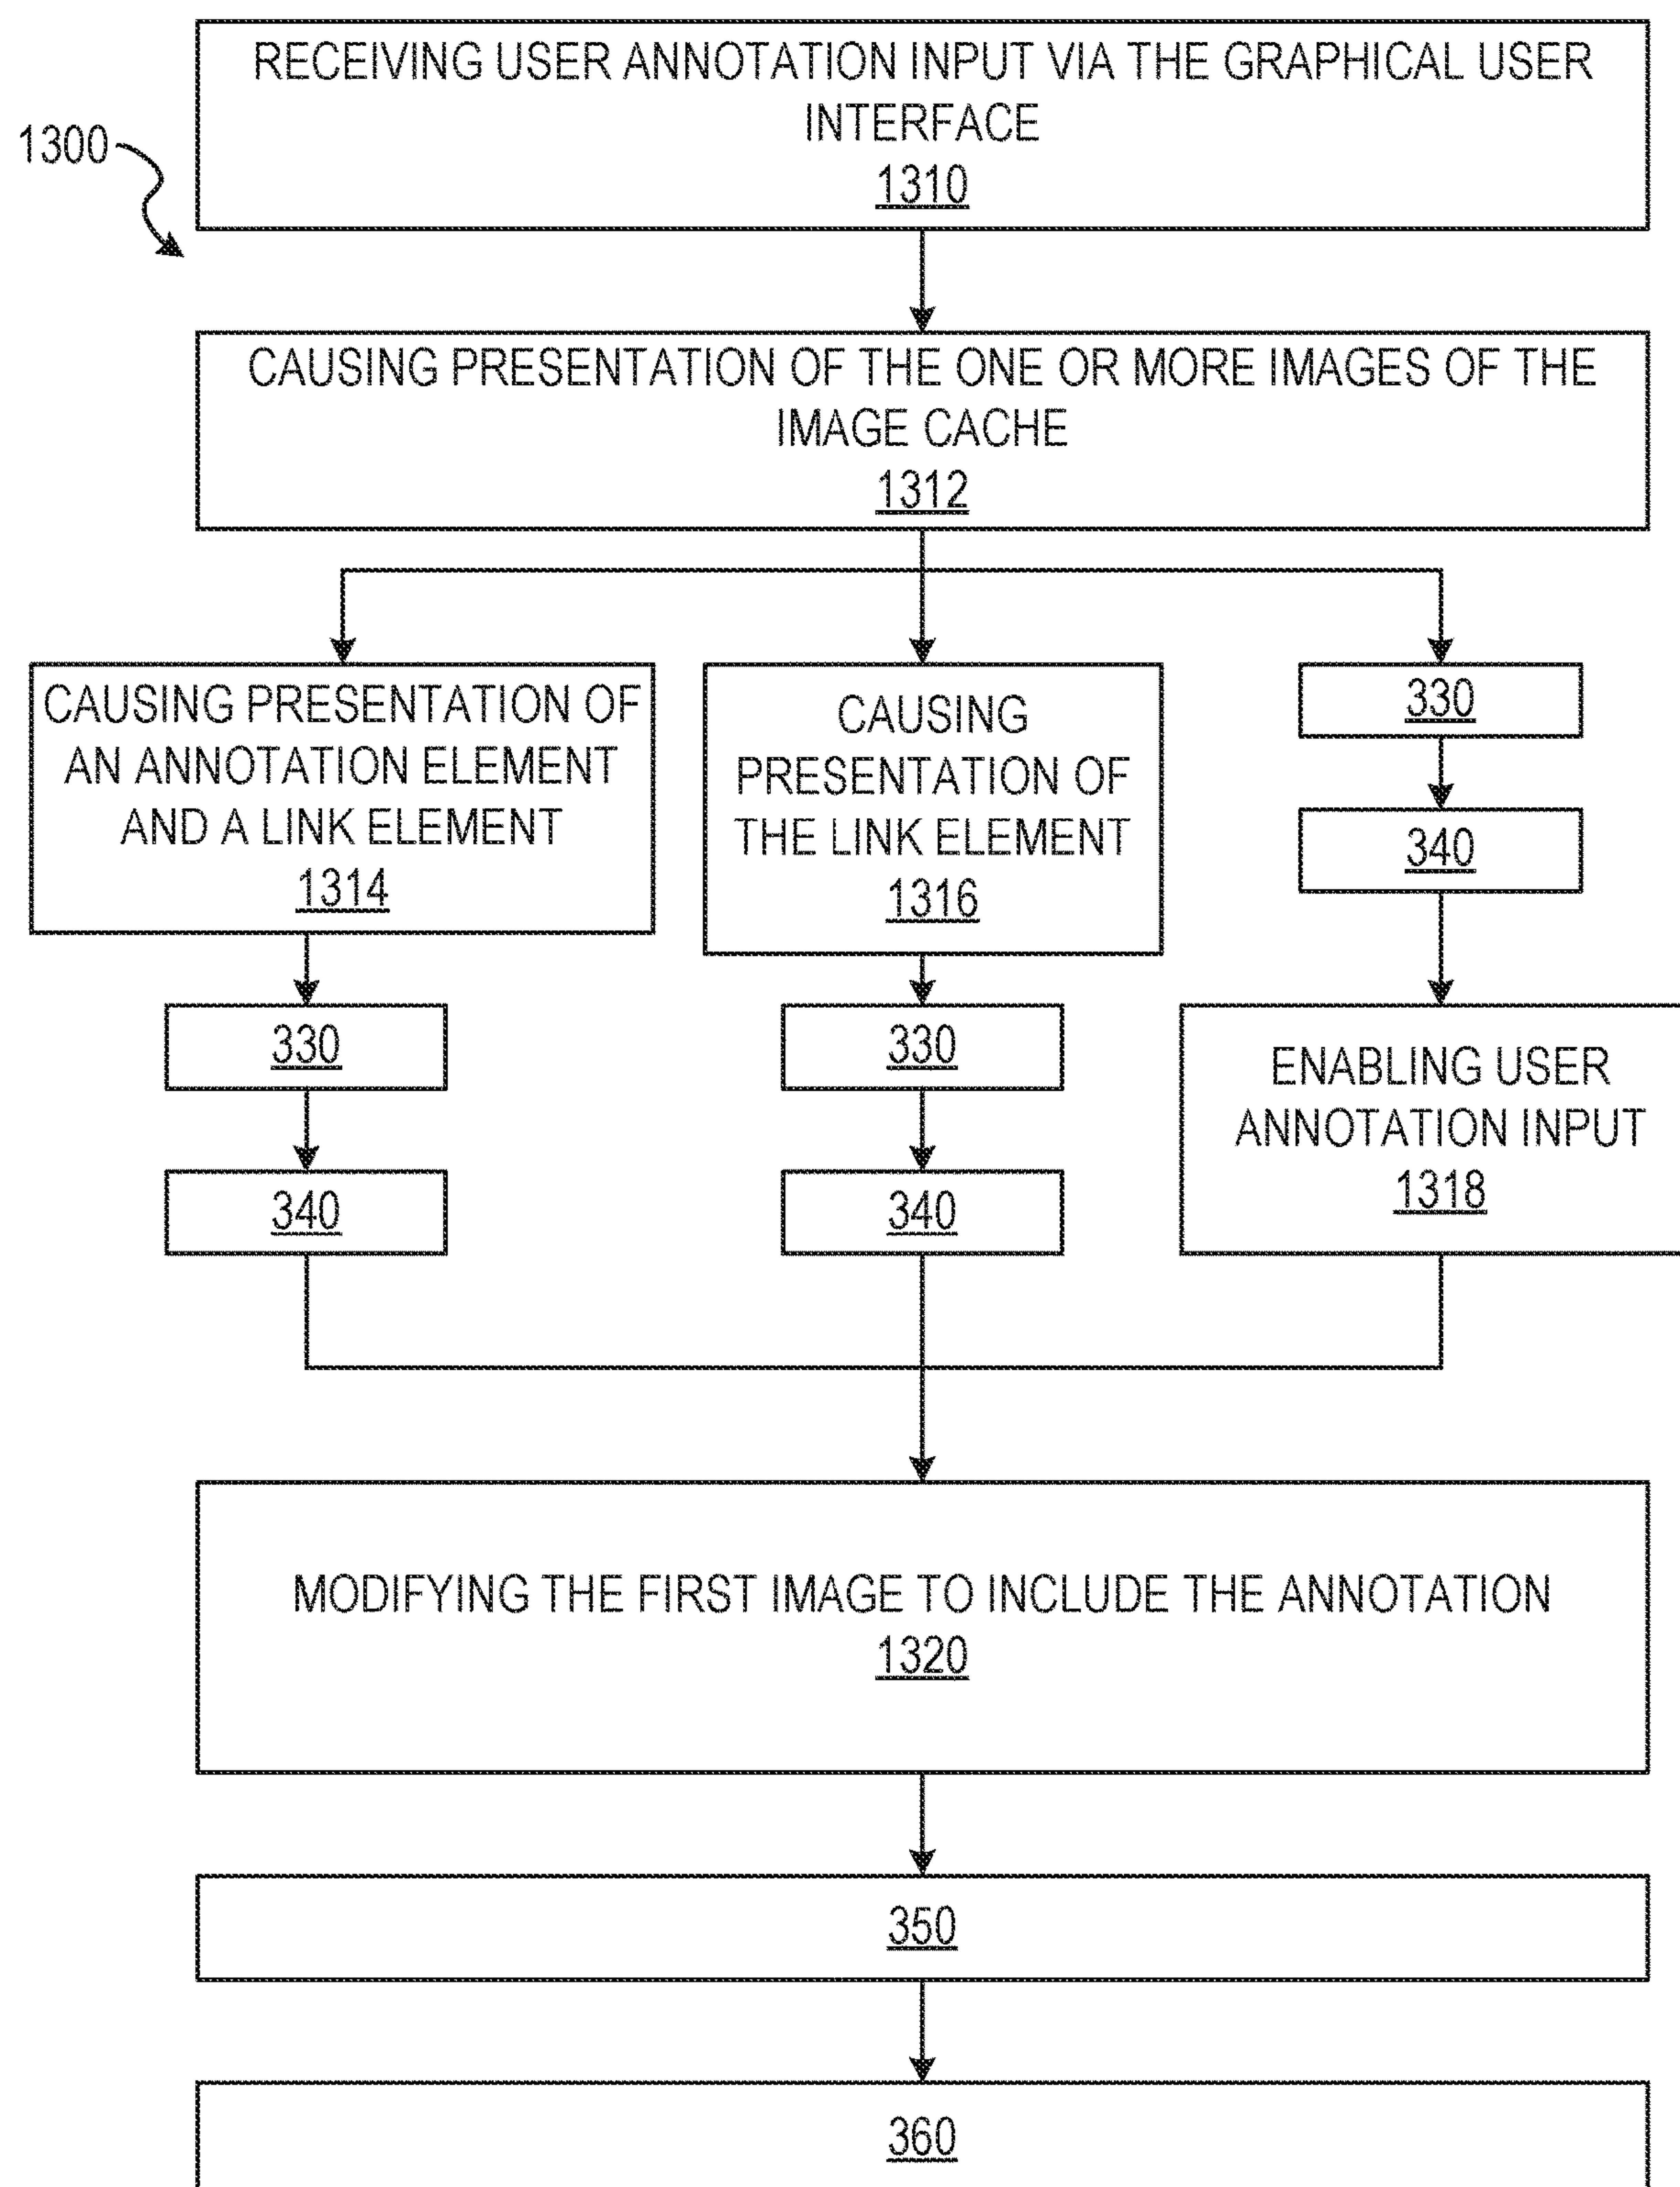 RECEIVING USER ANNOTATION INPUT VIA THE GRAPHICAL USER
INTERFACE
1310
1300
CAUSING PRESENTATION OF THE ONE OR MORE IMAGES OF THE
IMAGE CACHE
1312
CAUSING PRESENTATION OF
AN ANNOTATION ELEMENT
AND A LINK ELEMENT
1314
330
340
CAUSING
PRESENTATION OF
THE LINK ELEMENT
1316
330
340
330
340
ENABLING USER
ANNOTATION INPUT
1318
MODIFYING THE FIRST IMAGE TO INCLUDE THE ANNOTATION
1320
350
360